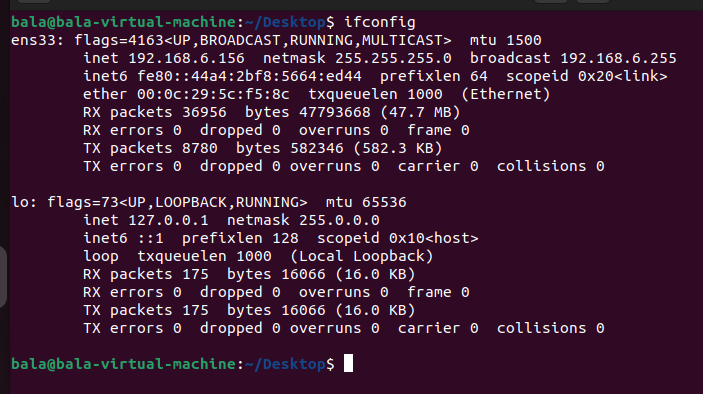 bala@bala-virtual-machine:~/Desktop$ ifconfig
ens33: flags=4163<UP,BROADCAST,RUNNING,MULTICAST>  mtu 1500
        inet 192.168.6.156  netmask 255.255.255.0  broadcast 192.168.6.255
        inet6 fe80::44a4:2bf8:5664:ed44  prefixlen 64  scopeid 0x20<link>
        ether 00:0c:29:5c:f5:8c  txqueuelen 1000  (Ethernet)
        RX packets 36956  bytes 47793668 (47.7 MB)
        RX errors 0  dropped 0  overruns 0  frame 0
        TX packets 8780  bytes 582346 (582.3 KB)
        TX errors 0  dropped 0 overruns 0  carrier 0  collisions 0

lo: flags=73<UP,LOOPBACK,RUNNING>  mtu 65536
        inet 127.0.0.1  netmask 255.0.0.0
        inet6 ::1  prefixlen 128  scopeid 0x10<host>
        loop  txqueuelen 1000  (Local Loopback)
        RX packets 175  bytes 16066 (16.0 KB)
        RX errors 0  dropped 0  overruns 0  frame 0
        TX packets 175  bytes 16066 (16.0 KB)
        TX errors 0  dropped 0 overruns 0  carrier 0  collisions 0

bala@bala-virtual-machine:~/Desktop$